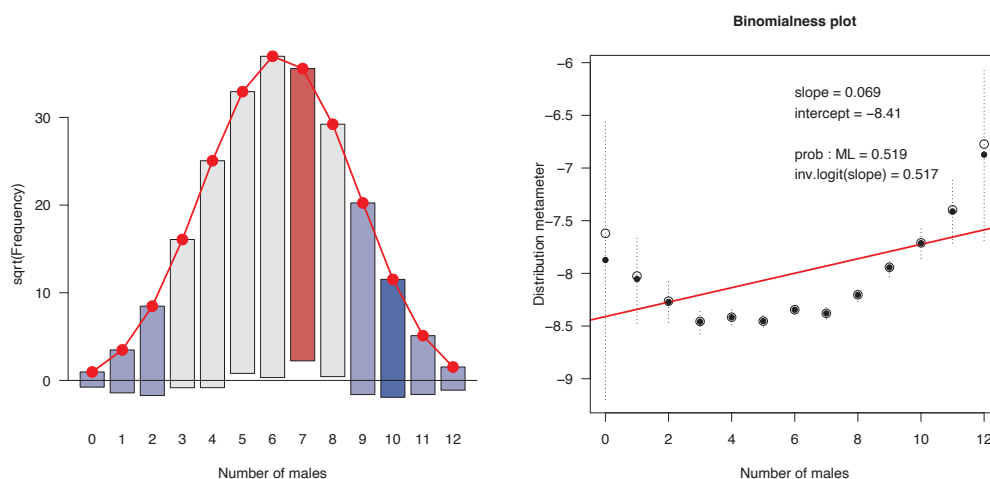 sqrt(Frequency)
30
20
10
0
0 1 2 3 4 5 6 7 8 9 10 11 12
Number of males
Binomialness plot
Distribution metameter
−6
−6.5
−7
−7.5
−8
−8.5
−9
slope = 0.069
intercept = −8.41
prob : ML = 0.519
inv.logit(slope) = 0.517
0 2 4 6 8 10 12
Number of males